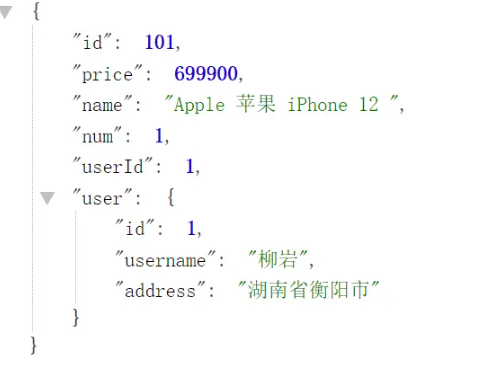 {
"id": 101,
"price": 699900,
"name": "Apple 苹果 iPhone 12 ",
"num": 1,
"userId": 1,
"user": {
"id": 1,
"username": "柳岩",
"address": "湖南省衡阳市"
}
}